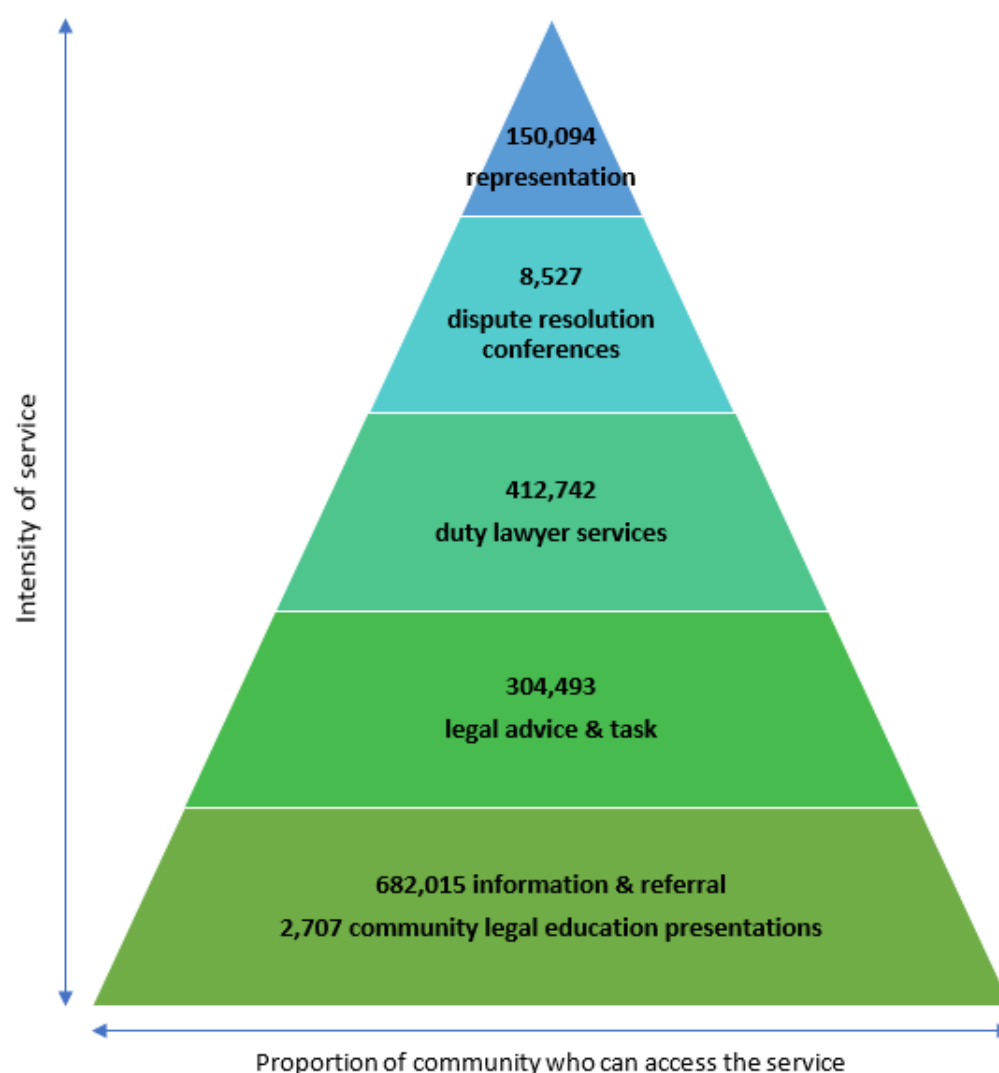 150,094
representation
8,527
dispute resolution
conferences
412,742
duty lawyer services
304,493
legal advice & task
682,015 information & referral
2,707 community legal education presentations
Intensity of service
Proportion of community who can access the service